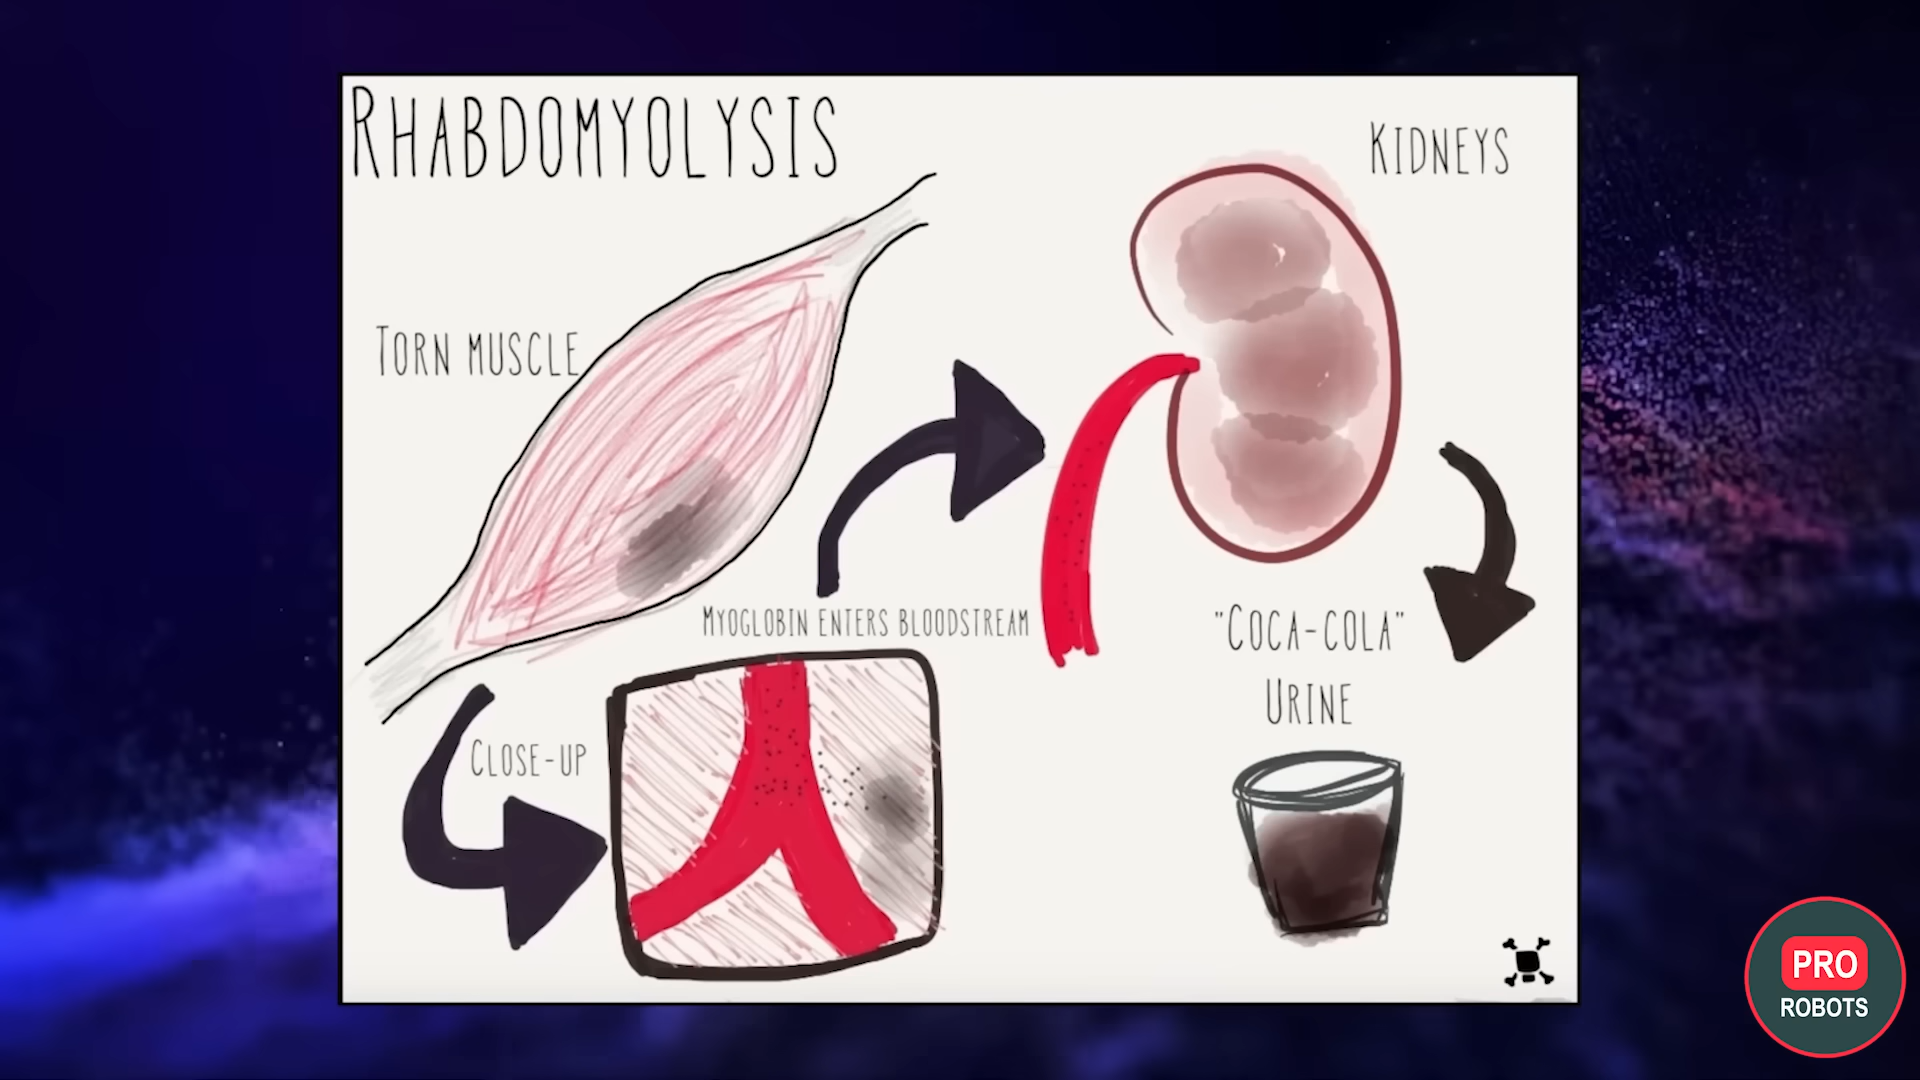 RHABDOMYOLYSIS
KIDNEYS
TORN MUSCLE
MYOGLOBIN ENTERS BLOODSTREAM
"COCA-COLA"
URINE
CLOSE-UP
PRO
ROBOTS